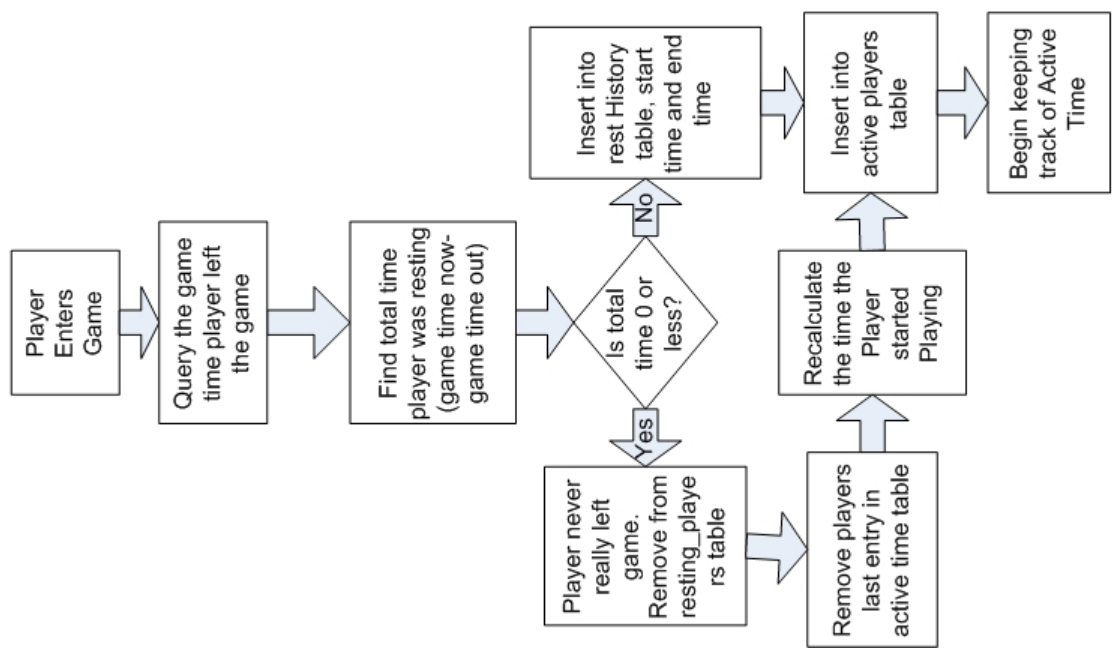 Player
Enters
Game
Query the game
time player left
the game
Find total time
player was resting
(game time now-
game time out)
Is total
time 0 or
less?
No
Insert into
rest History
table, start
time and end
time
Yes
Player never
really left
game.
Remove from
resting_playe
rs table
Remove players
last entry in
active time table
Recalculate
the time the
Player
started
Playing
Insert into
active players
table
Begin keeping
track of Active
Time